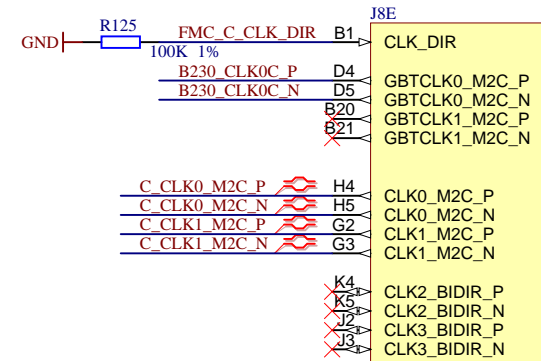 J8E
R125
GND
100K 1%
FMC_C_CLK_DIR B1 CLK_DIR
B230_CLK0C_P D4 GBTCLK0_M2C_P
B230_CLK0C_N D5 GBTCLK0_M2C_N
B20 GBTCLK1_M2C_P
B21 GBTCLK1_M2C_N
C_CLK0_M2C_P H4 CLK0_M2C_P
C_CLK0_M2C_N H5 CLK0_M2C_N
C_CLK1_M2C_P G2 CLK1_M2C_P
C_CLK1_M2C_N G3 CLK1_M2C_N
K4 CLK2_BIDIR_P
K5 CLK2_BIDIR_N
J2 CLK3_BIDIR_P
J3 CLK3_BIDIR_N